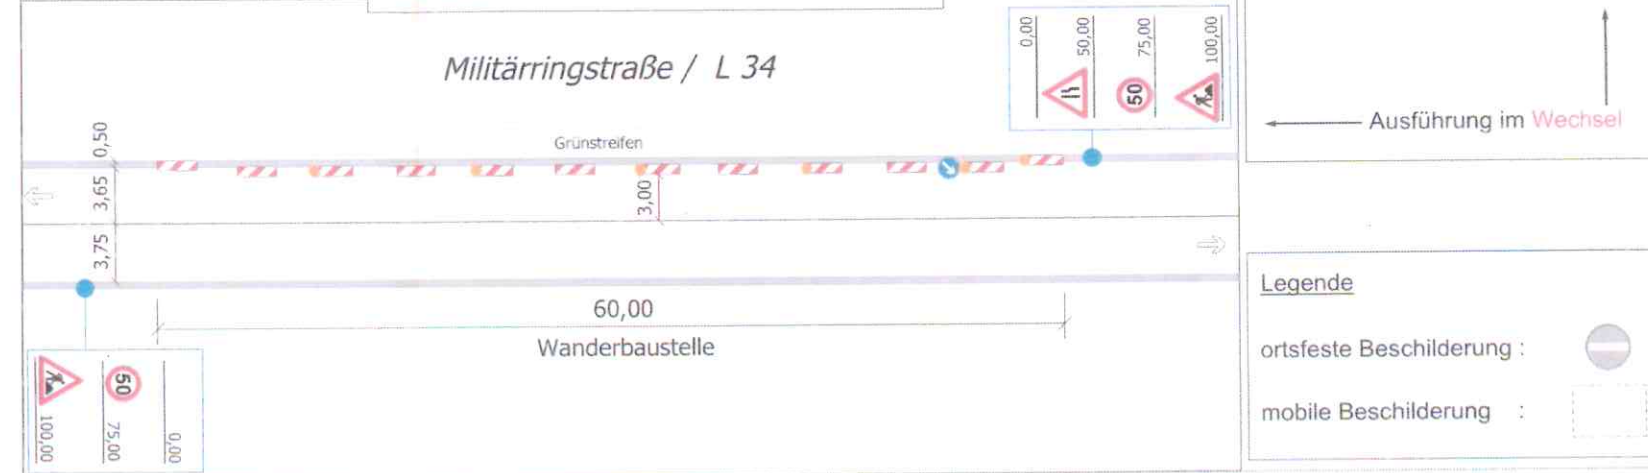 Militärringstraße / L 34
0,00
50,00
75,00
100,00
50
Ausführung im Wechsel
Grünstreifen
0,50
3,65
3,00
3,75
60,00
Wanderbaustelle
50
100,00
75,00
0,00
Legende
ortsfeste Beschilderung :
mobile Beschilderung :